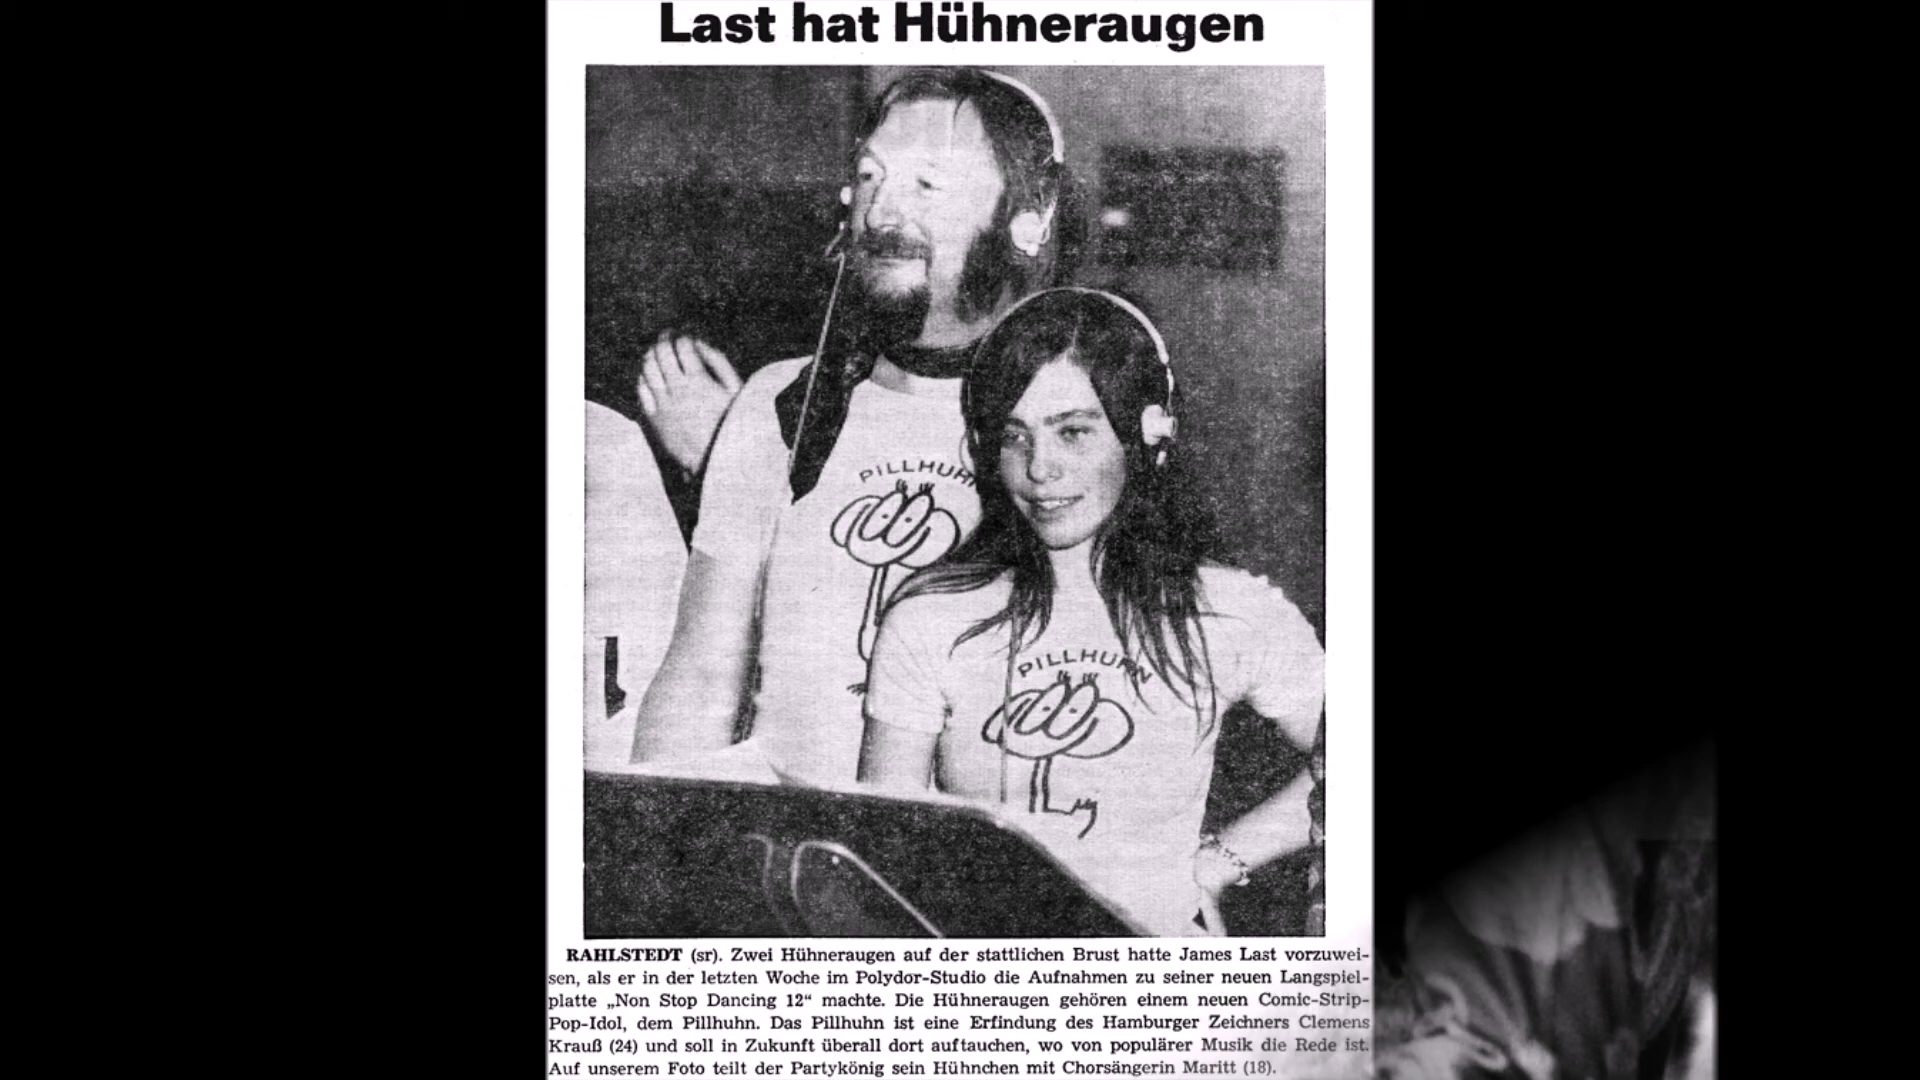 Last hat Hühneraugen
PILLHUHN
PILLHUHN
RAHLSTEDT (sr). Zwei Hühneraugen auf der stattlichen Brust hatte James Last vorzuwei-
sen, als er in der letzten Woche im Polydor-Studio die Aufnahmen zu seiner neuen Langspiel-
platte „Non Stop Dancing 12“ machte. Die Hühneraugen gehören einem neuen Comic-Strip-
Pop-Idol, dem Pillhuhn. Das Pillhuhn ist eine Erfindung des Hamburger Zeichners Clemens
Krauß (24) und soll in Zukunft überall dort auftauchen, wo von populärer Musik die Rede ist.
Auf unserem Foto teilt der Partykönig sein Hühnchen mit Chorsängerin Maritt (18).